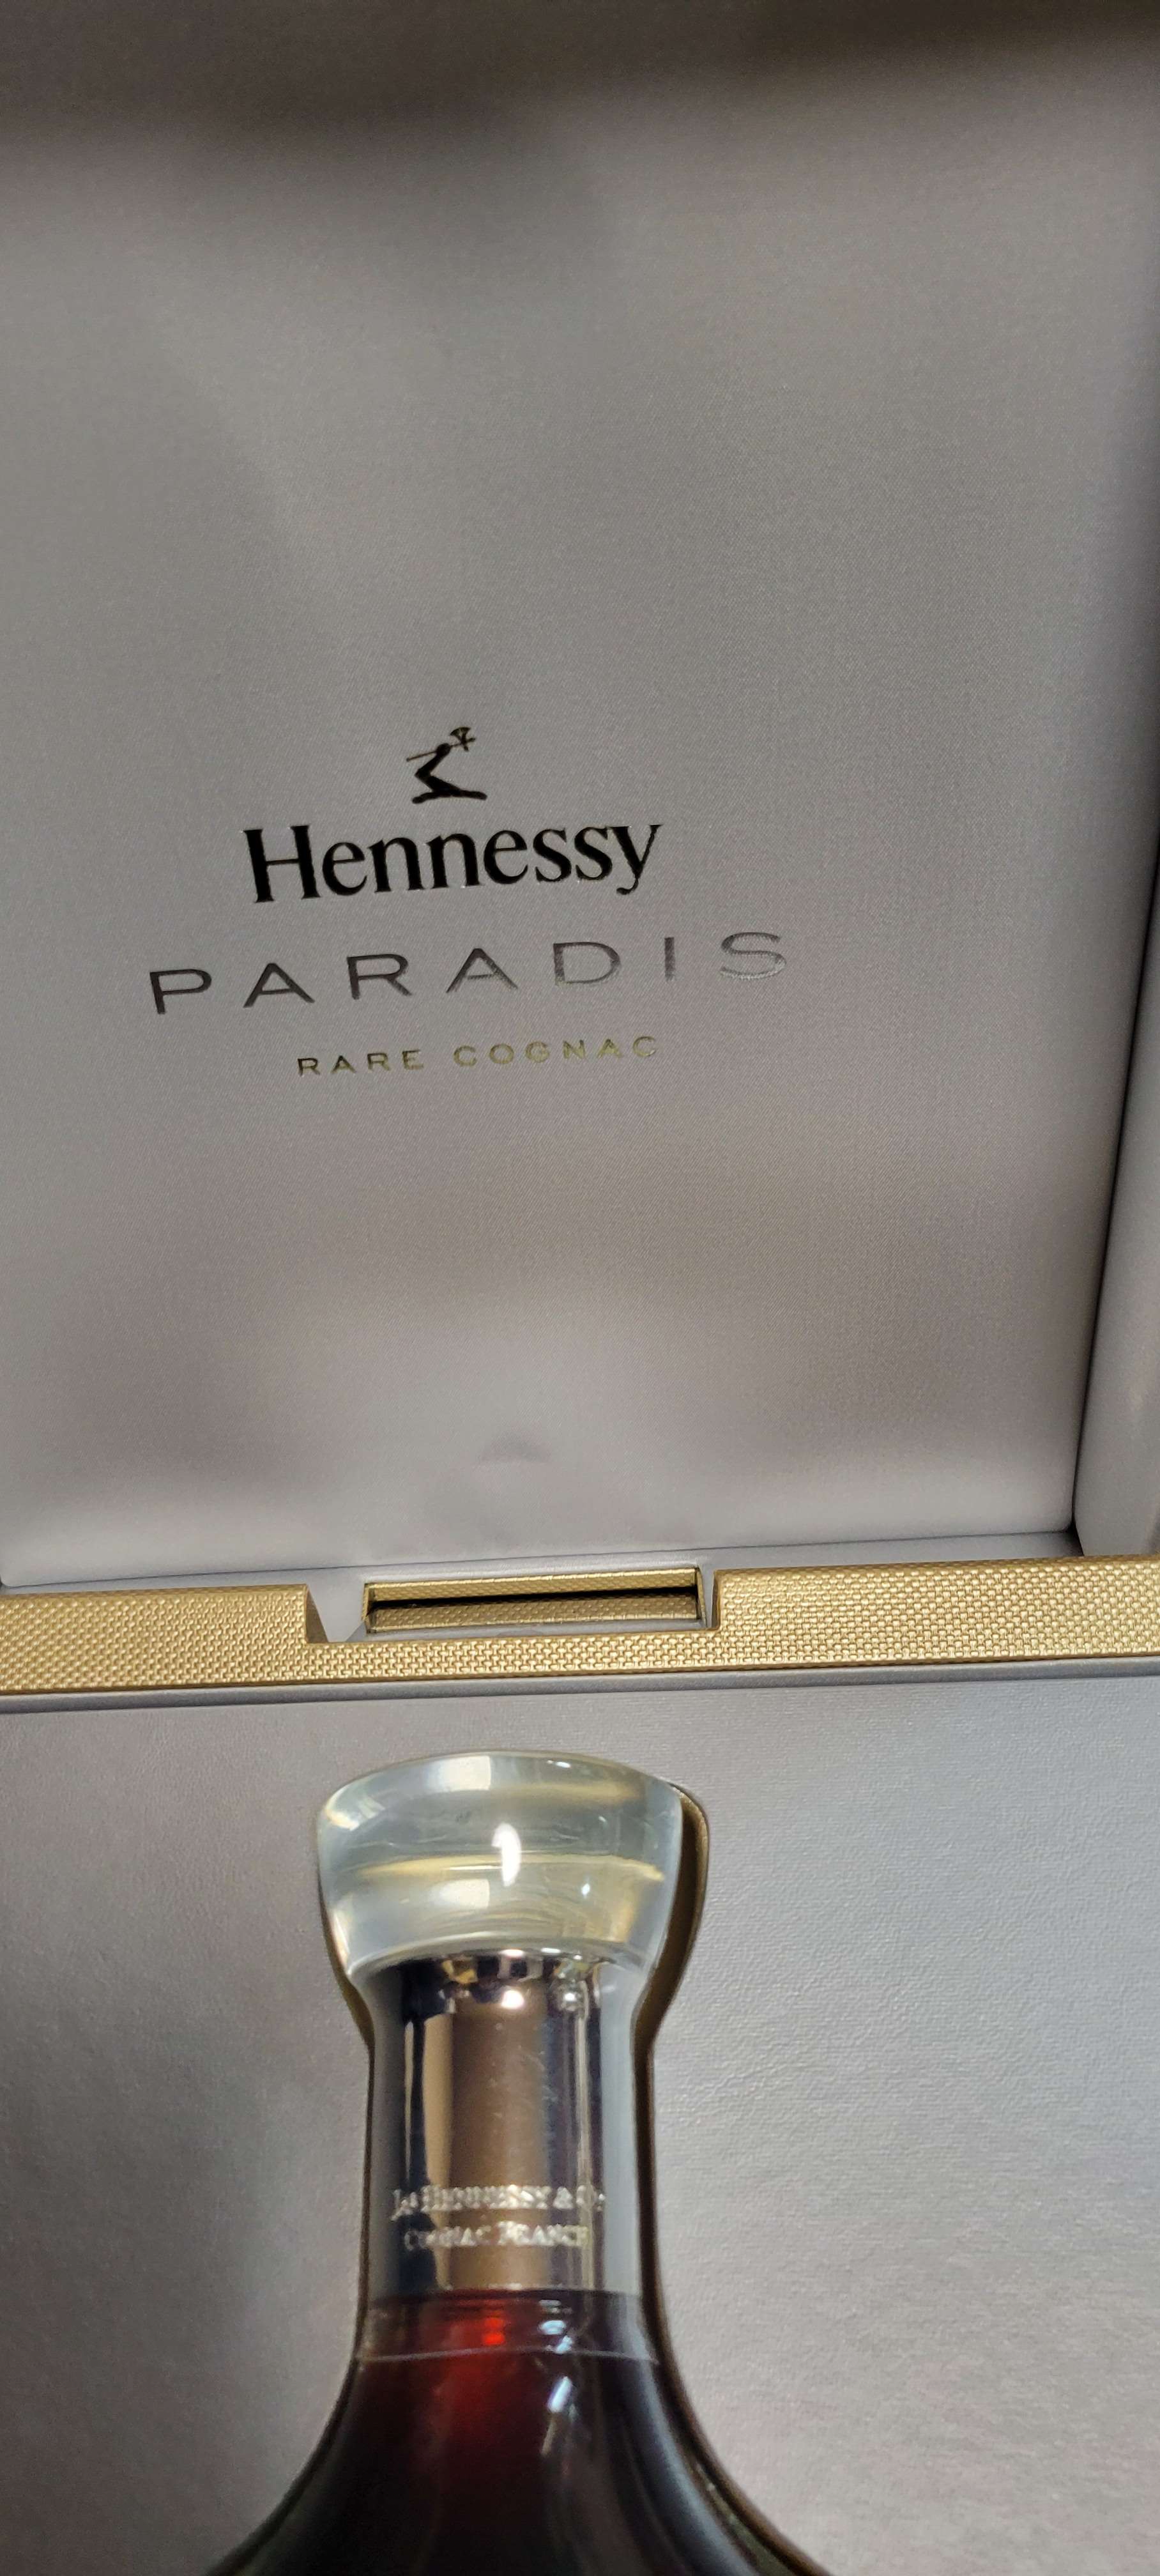 Hennessy
PARADIS
RARE COGNAC
Jas Hennessy & Co
COGNAC FRANCE